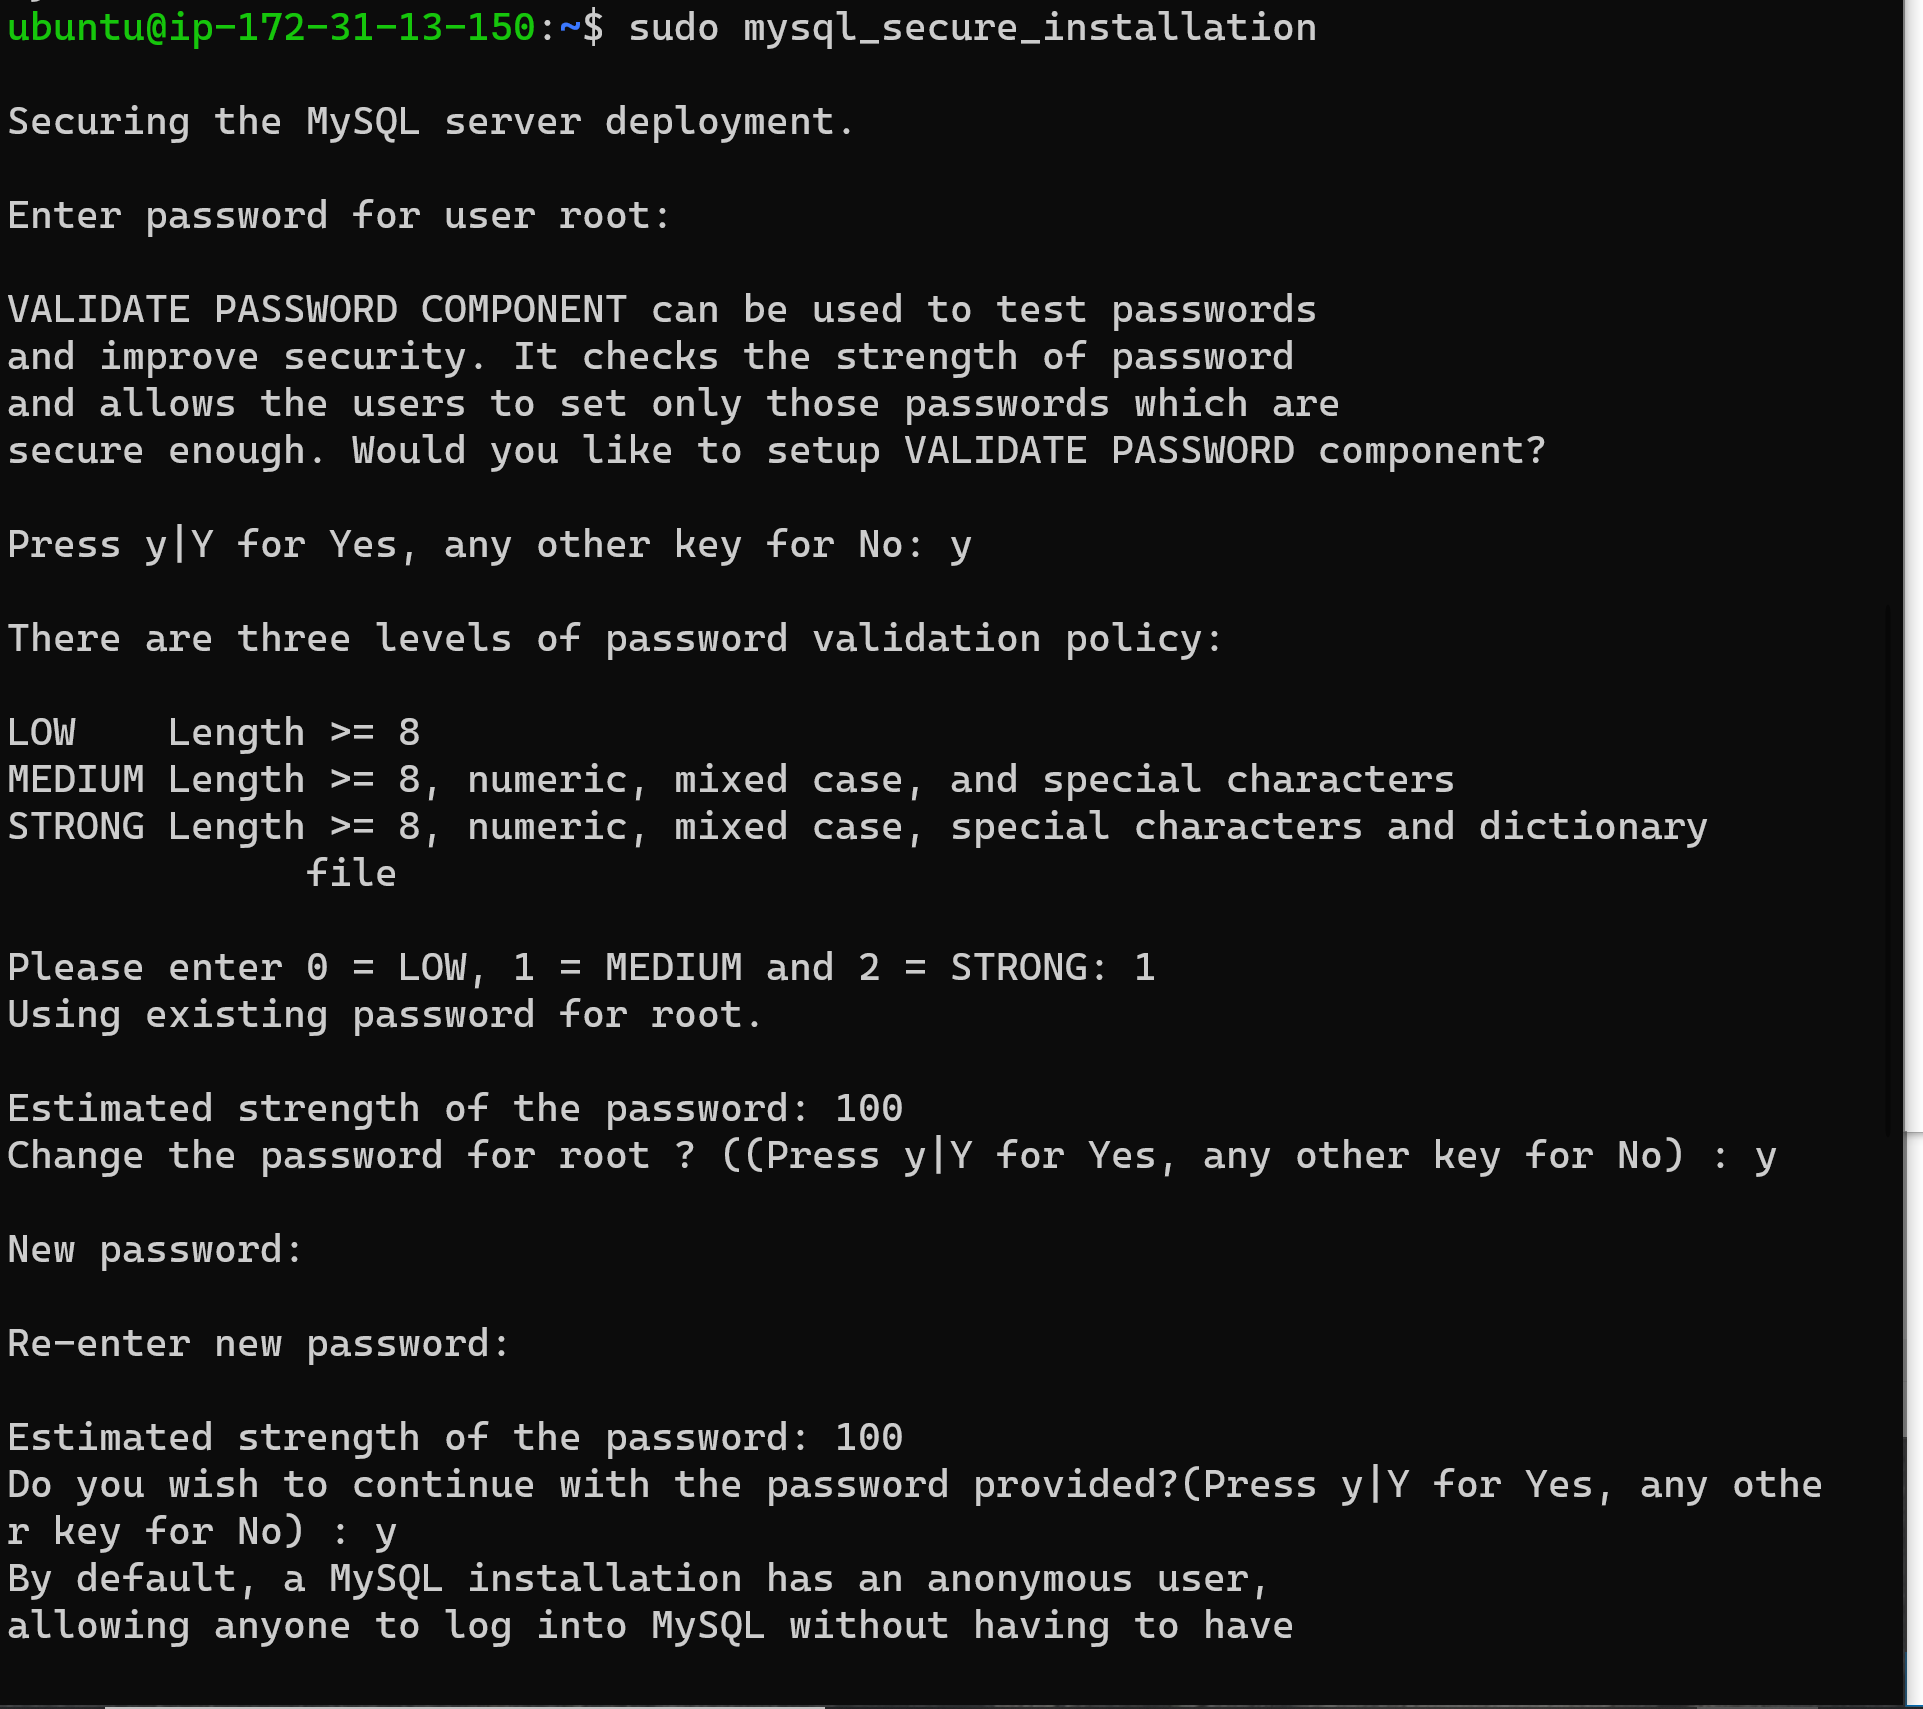 ubuntu@ip-172-31-13-150:~$ sudo mysql_secure_installation
Securing the MySQL server deployment.
Enter password for user root:
VALIDATE PASSWORD COMPONENT can be used to test passwords
and improve security. It checks the strength of password
and allows the users to set only those passwords which are
secure enough. Would you like to setup VALIDATE PASSWORD component?
Press y|Y for Yes, any other key for No: y
There are three levels of password validation policy:
LOW    Length >= 8
MEDIUM Length >= 8, numeric, mixed case, and special characters
STRONG Length >= 8, numeric, mixed case, special characters and dictionary
             file
Please enter 0 = LOW, 1 = MEDIUM and 2 = STRONG: 1
Using existing password for root.
Estimated strength of the password: 100
Change the password for root ? ((Press y|Y for Yes, any other key for No) : y
New password:
Re-enter new password:
Estimated strength of the password: 100
Do you wish to continue with the password provided?(Press y|Y for Yes, any othe
r key for No) : y
By default, a MySQL installation has an anonymous user,
allowing anyone to log into MySQL without having to have